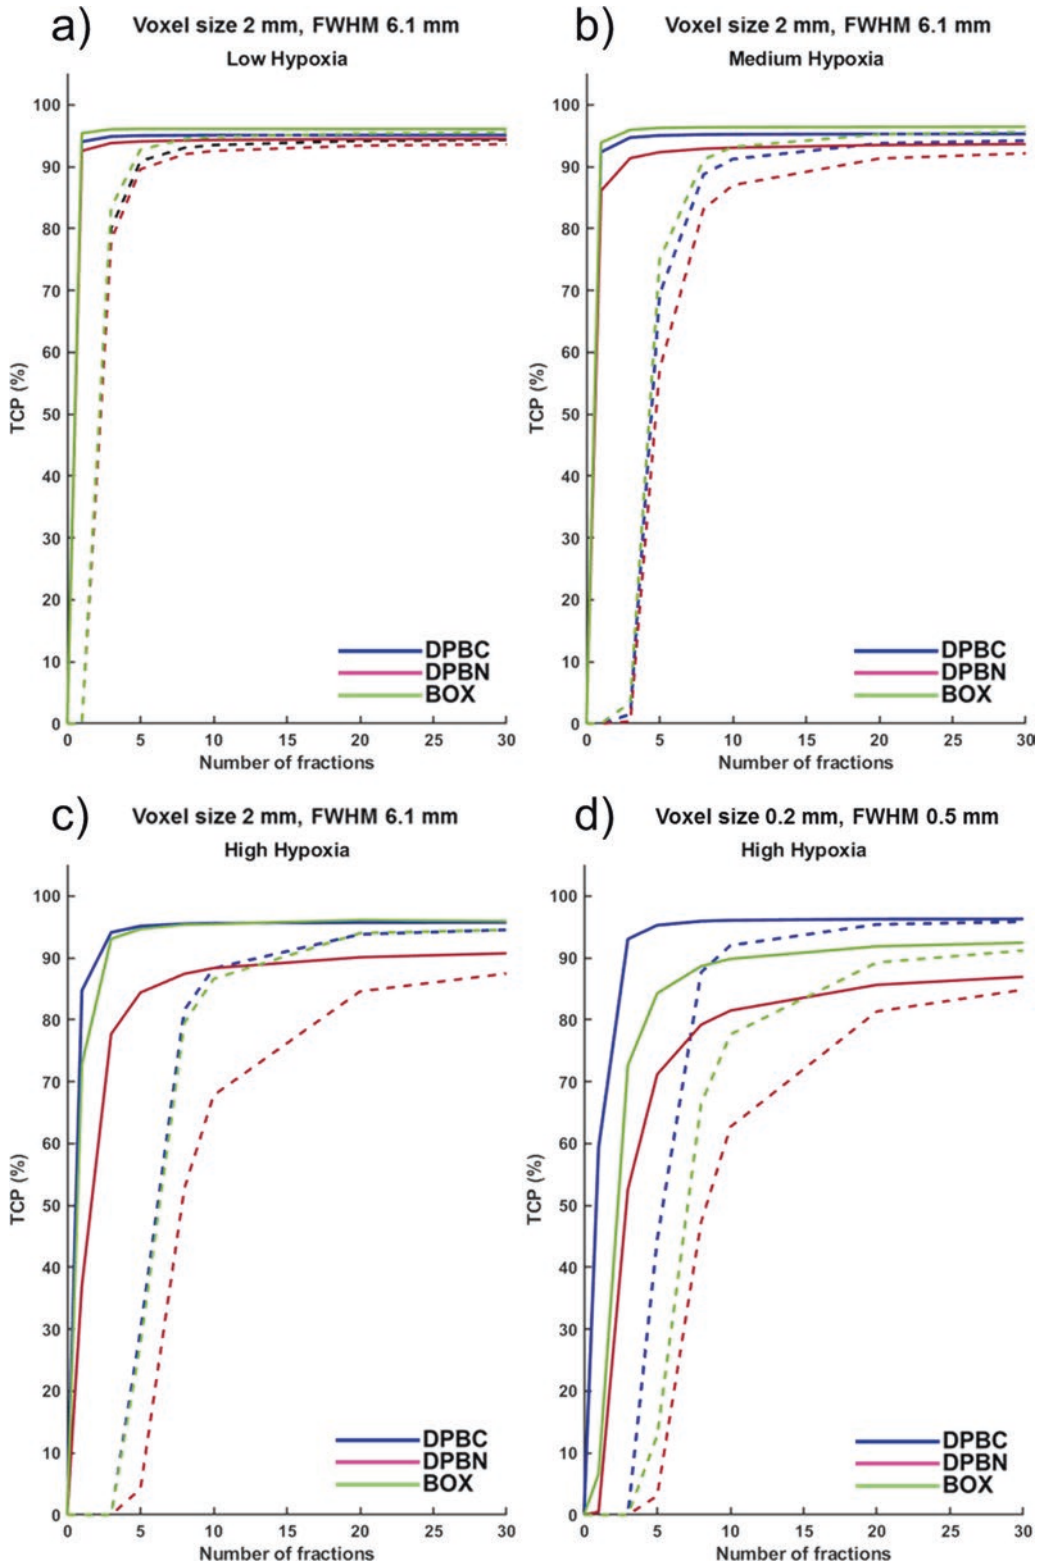 a)
Voxel size 2 mm, FWHM 6.1 mm
Low Hypoxia
TCP (%)
100
90
80
70
60
50
40
30
20
10
0
DPBC
DPBN
BOX
0 5 10 15 20 25 30
Number of fractions
b)
Voxel size 2 mm, FWHM 6.1 mm
Medium Hypoxia
TCP (%)
100
90
80
70
60
50
40
30
20
10
0
DPBC
DPBN
BOX
0 5 10 15 20 25 30
Number of fractions
c)
Voxel size 2 mm, FWHM 6.1 mm
High Hypoxia
TCP (%)
100
90
80
70
60
50
40
30
20
10
0
DPBC
DPBN
BOX
0 5 10 15 20 25 30
Number of fractions
d)
Voxel size 0.2 mm, FWHM 0.5 mm
High Hypoxia
TCP (%)
100
90
80
70
60
50
40
30
20
10
0
DPBC
DPBN
BOX
0 5 10 15 20 25 30
Number of fractions